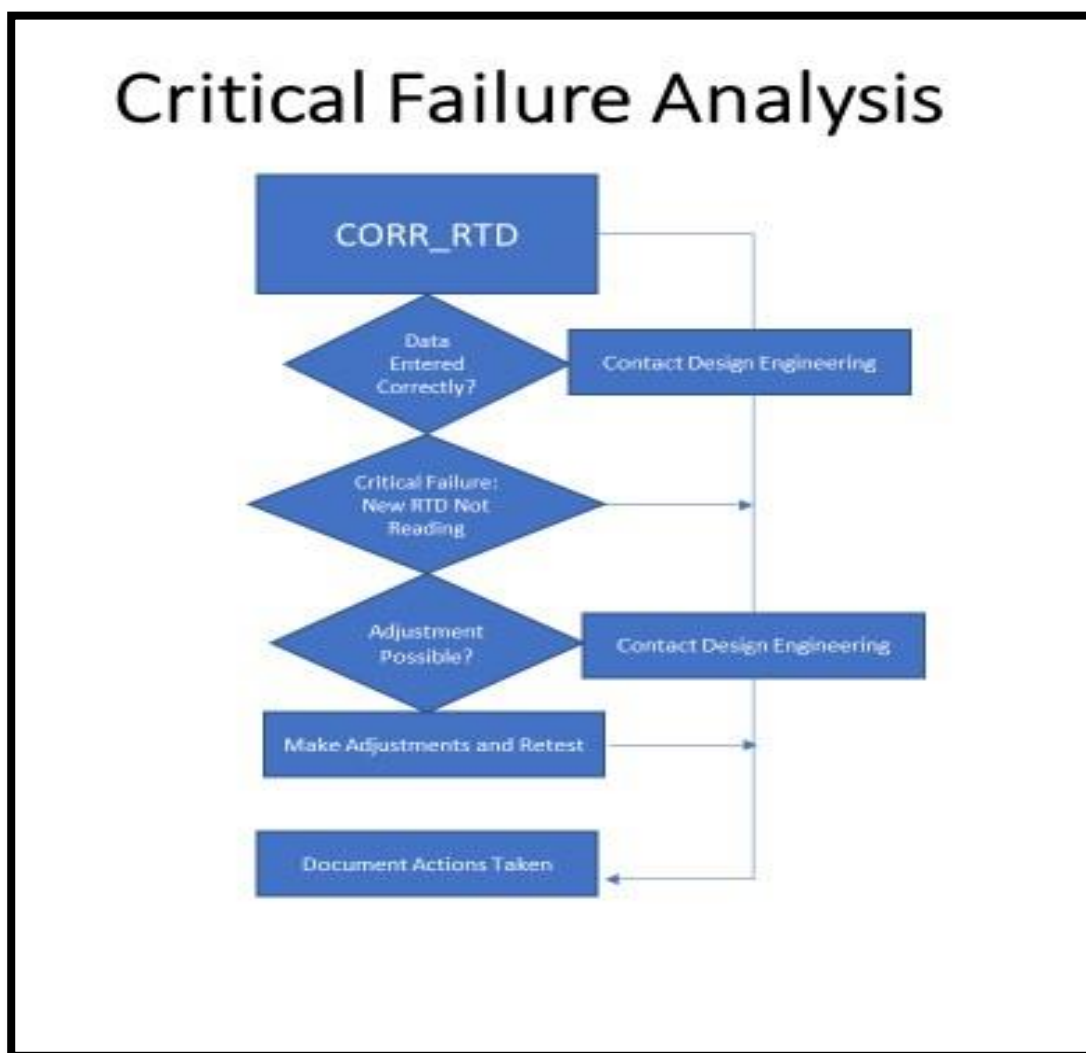 Critical Failure Analysis
CORR_RTD
Data
Entered
Correctly?
Contact Design Engineering
Critical Failure:
New RTD Not
Reading
Adjustment
Possible?
Contact Design Engineering
Make Adjustments and Retest
Document Actions Taken